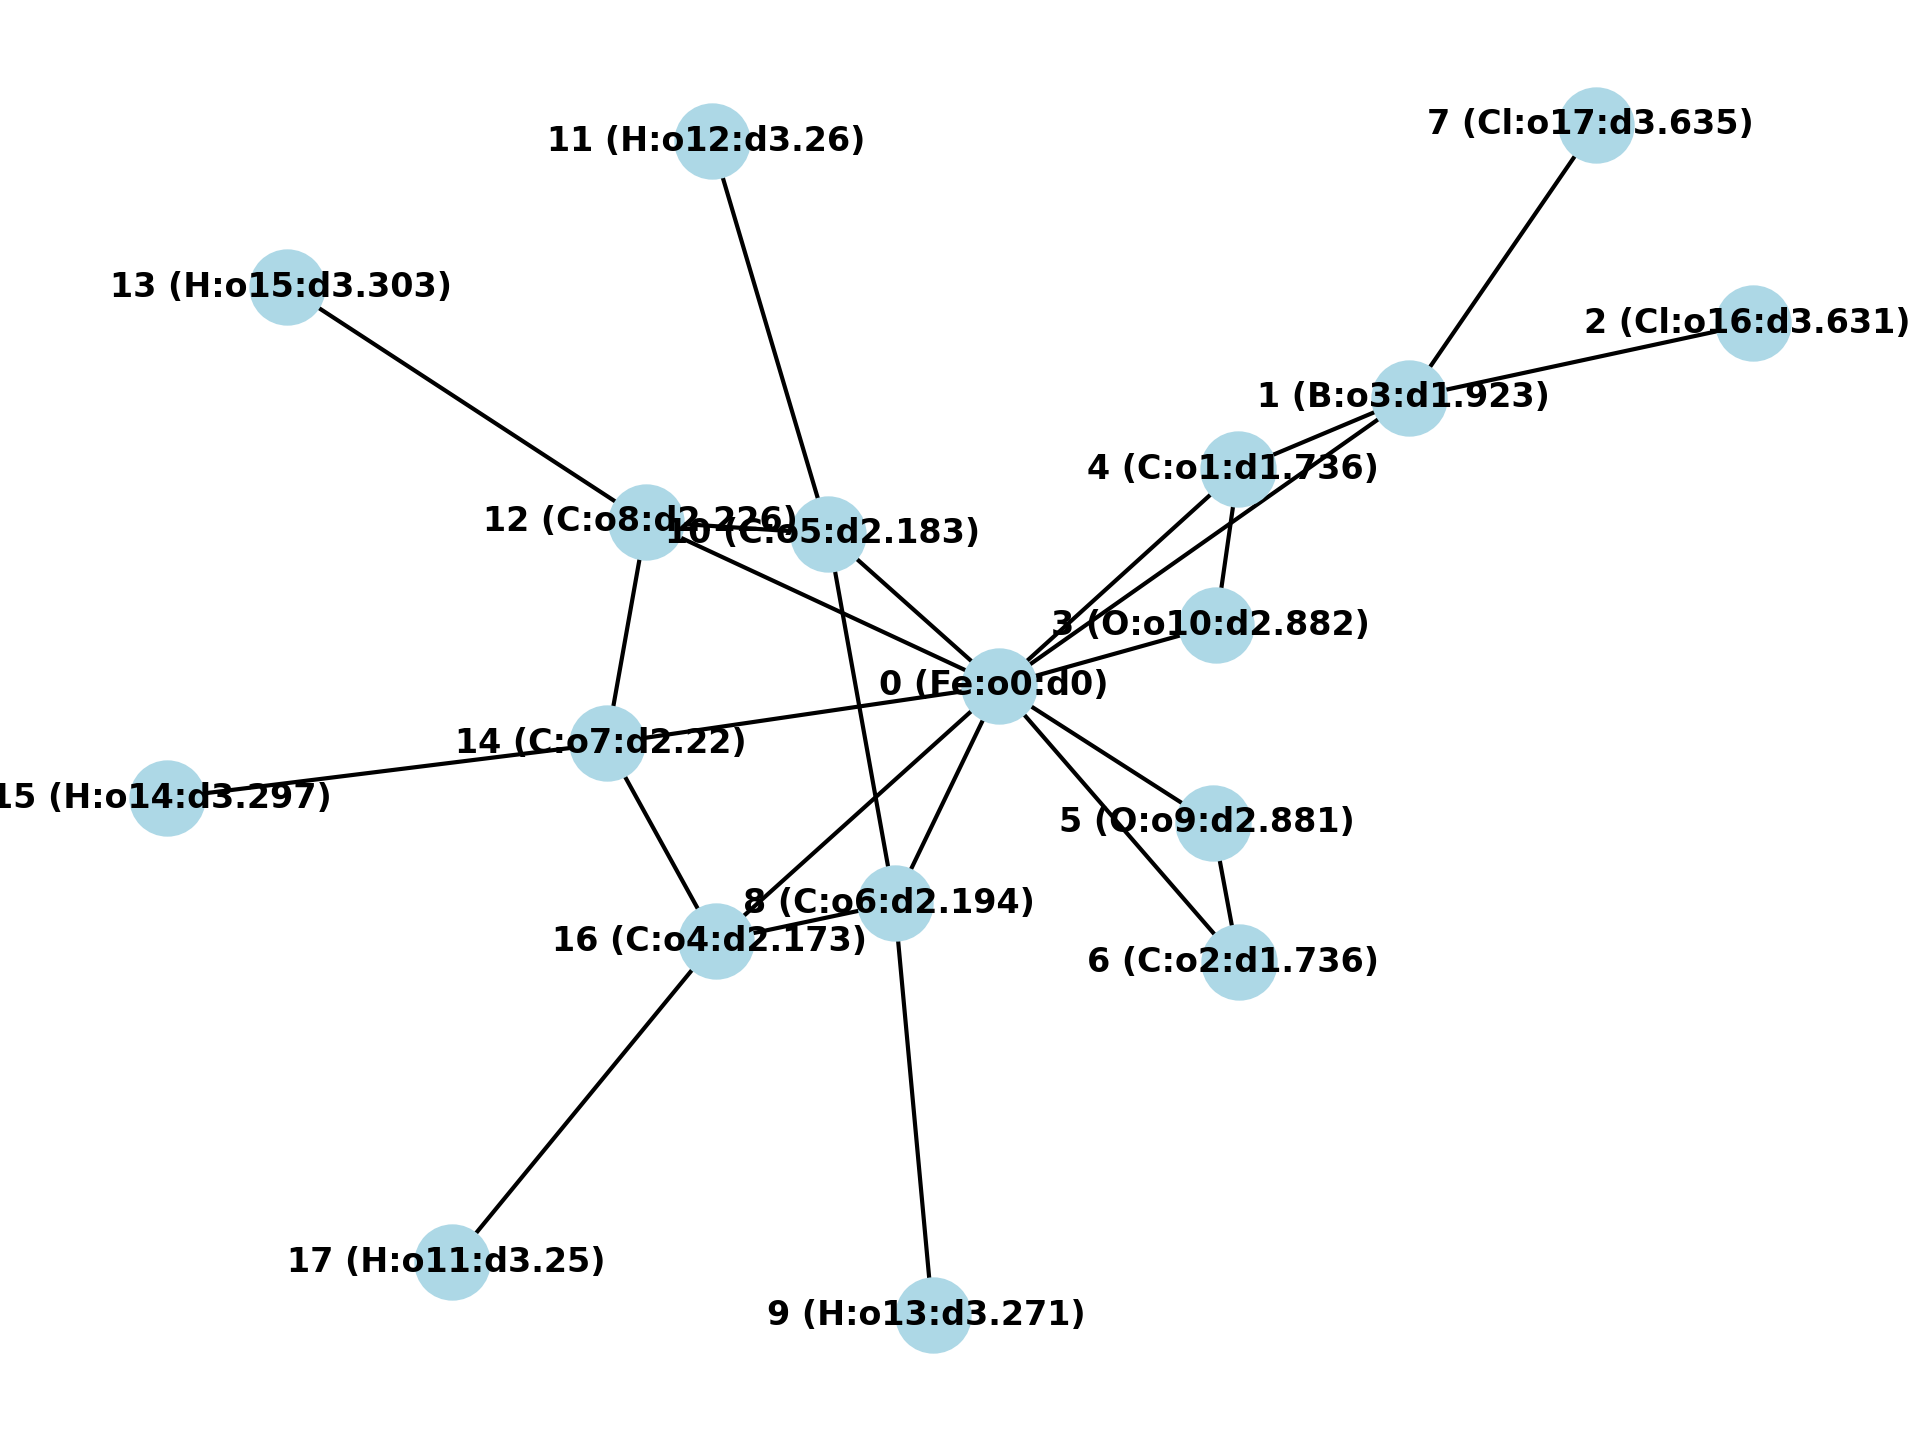 7 (Cl:o17:d3.635)
11 (H:o12:d3.26)
13 (H:o15:d3.303)
2 (Cl:o16:d3.631)
1 (B:o3:d1.923)
4 (C:o1:d1.736)
12 (C:o8:d2.226)
10 (C:o5:d2.183)
3 (O:o10:d2.882)
0 (Fe:o0:d0)
14 (C:o7:d2.22)
15 (H:o14:d3.297)
5 (O:o9:d2.881)
8 (C:o6:d2.194)
16 (C:o4:d2.173)
6 (C:o2:d1.736)
17 (H:o11:d3.25)
9 (H:o13:d3.271)